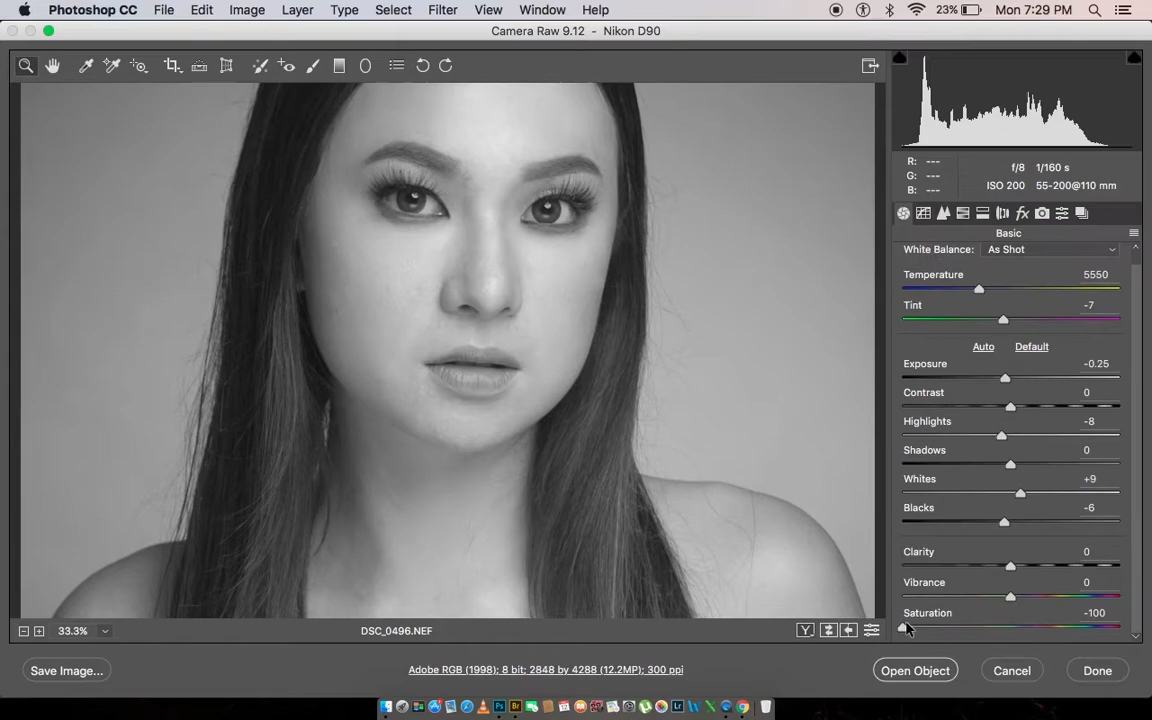 Photoshop CC File Edit Image Layer Type Select Filter View Window Help 23% Mon 7:29 PM
Camera Raw 9.12 - Nikon D90
R: ---
G: ---
B: ---
f/8 1/160 s
ISO 200 55-200@110 mm
Basic
White Balance: As Shot
Temperature 5550
Tint -7
Auto Default
Exposure -0.25
Contrast 0
Highlights -8
Shadows 0
Whites +9
Blacks -6
Clarity 0
Vibrance 0
Saturation -100
33.3% DSC_0496.NEF Y
Save Image... Adobe RGB (1998); 8 bit; 2848 by 4288 (12.2MP); 300 ppi Open Object Cancel Done
Ps Br Lr